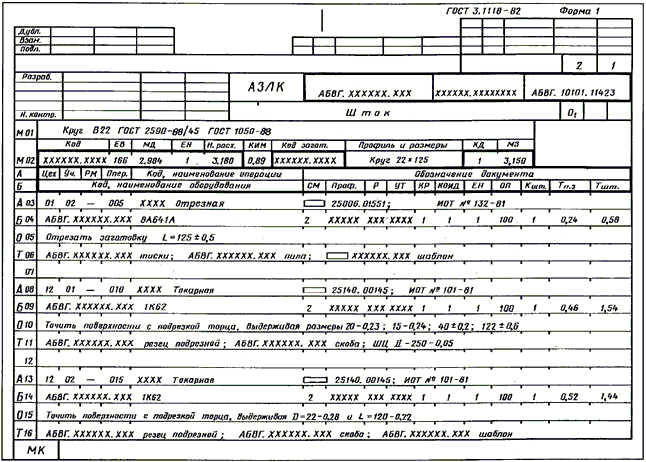 ГОСТ 3.1118-82 Форма 1
Дубл.
Взам.
Подл.
2 1
Разраб.
АЗЛК АБВГ. XXXXXX. XXX XXXXXX. XXXXXXXX АБВГ. 10101. 11423
Н. контр. Шток О₁
М 01 Круг В22 ГОСТ 2590-88/45 ГОСТ 1050-88
Код ЕВ МД ЕН Н. расх. КИМ Код загот. Профиль и размеры КД МЗ
М 02 XXXXXX. XXXX 166 2,984 1 3,180 0,89 XXXXXX. XXXX Круг 22×125 1 3,150
А Цех Уч. РМ Опер. Код, наименование операции Обозначение документа
Б Код, наименование оборудования СМ Проф. Р УТ КР КОИД ЕН ОП Кшт. Тп.з Тшт.
А 03 01 02 — 005 XXXX Отрезная 25006. 01551; ИОТ № 132-81
Б 04 АБВГ. XXXXXX. XXX 8А641А 2 XXXXX XXX XXXX 1 1 1 100 1 0,24 0,58
О 05 Отрезать заготовку L=125±0,5
Т 06 АБВГ. XXXXXX. XXX тиски; АБВГ. XXXXXX. XXX пила; XXXXXX. XXX шаблон
07
А 08 12 01 — 010 XXXX Токарная 25140. 00145; ИОТ № 101-81
Б 09 АБВГ. XXXXXX. XXX 1К62 2 XXXXX XXX XXXX 1 1 1 100 1 0,46 1,54
О 10 Точить поверхности с подрезкой торца, выдерживая размеры 20-0,23; 15-0,24; 40±0,2; 122±0,6
Т 11 АБВГ. XXXXXX. XXX резец подрезной; АБВГ. XXXXXX. XXX скоба; ШЦ II-250-0,05
12
А 13 12 02 — 015 XXXX Токарная 25140. 00145; ИОТ № 101-81
Б 14 АБВГ. XXXXXX. XXX 1К62 2 XXXXX XXX XXXX 1 1 1 100 1 0,52 1,44
О 15 Точить поверхности с подрезкой торца, выдерживая D=22-0,28 и L=120-0,22
Т 16 АБВГ. XXXXXX. XXX резец подрезной; АБВГ. XXXXXX. XXX скоба; АБВГ. XXXXXX. XXX шаблон
МК